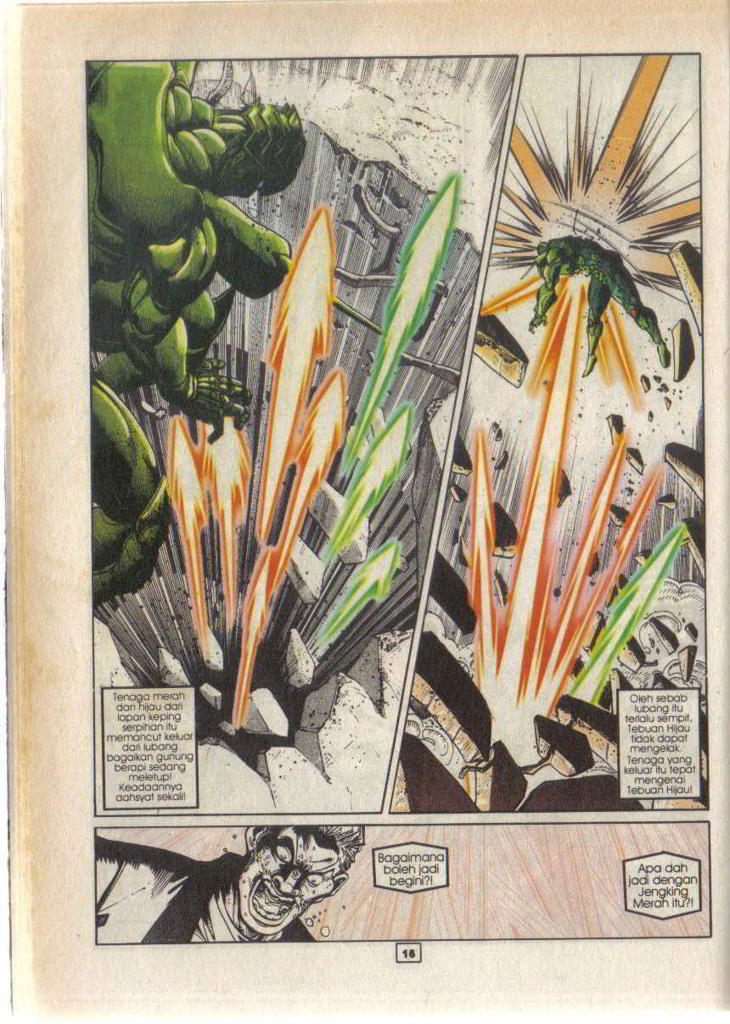 Tenaga merah
dan hijau dari
lapan keping
serpihan itu
memancut keluar
dari lubang
bagaikan gunung
berapi sedang
meletup!
Keadaannya
dahsyat sekali!
Oleh sebab
lubang itu
terlalu sempit,
Tebuan Hijau
tidak dapat
mengelak.
Tenaga yang
keluar itu tepat
mengenai
Tebuan Hijau!
Bagaimana
boleh jadi
begini?!
Apa dah
jadi dengan
Jengking
Merah itu?!
16